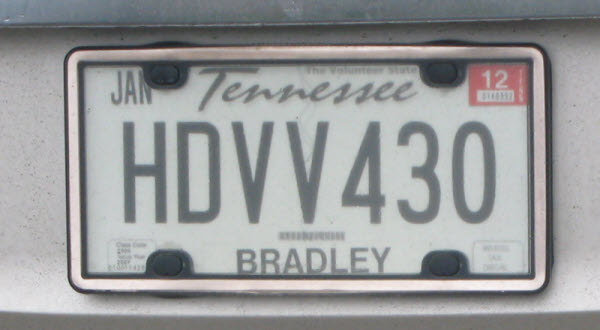 The Volunteer State
JAN Tennessee 12
HDVV430
BRADLEY